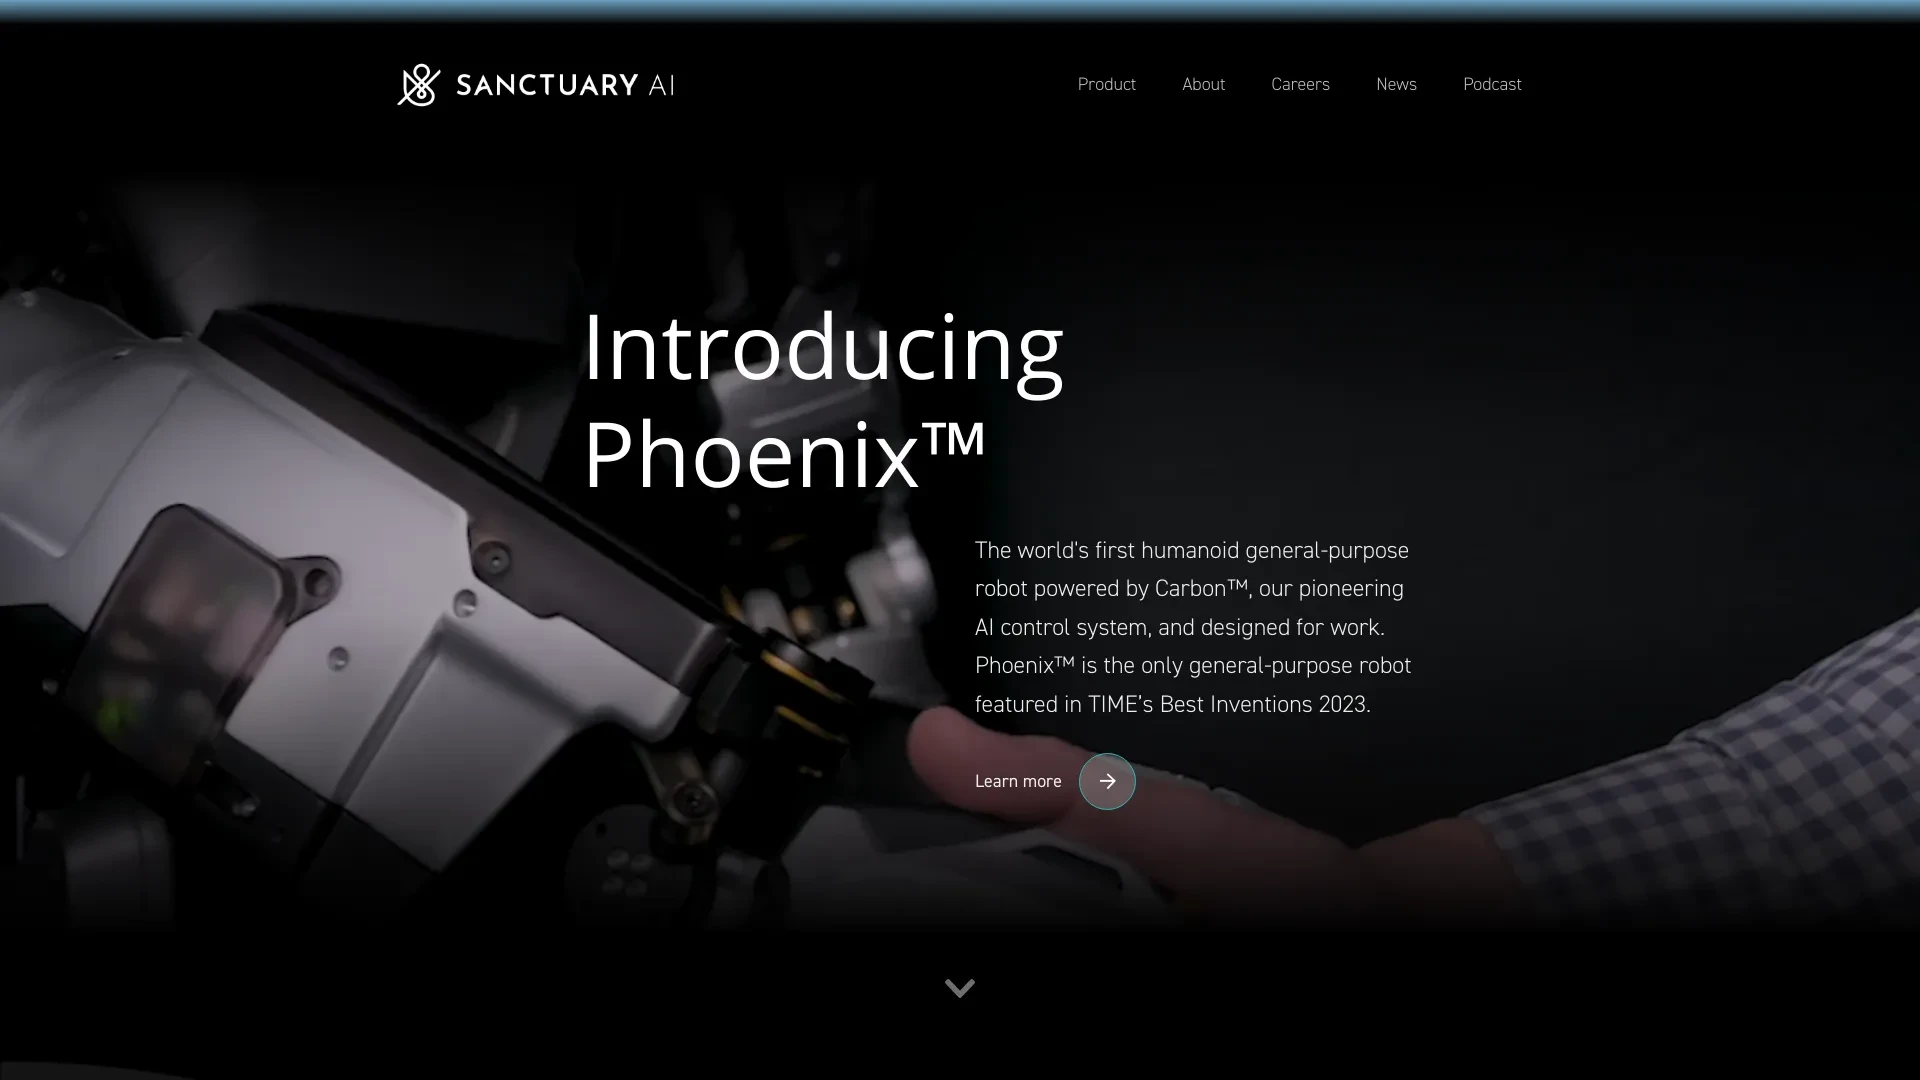 SANCTUARY AI
Product
About
Careers
News
Podcast
Introducing
Phoenix™
The world's first humanoid general-purpose
robot powered by Carbon™, our pioneering
AI control system, and designed for work.
Phoenix™ is the only general-purpose robot
featured in TIME's Best Inventions 2023.
Learn more